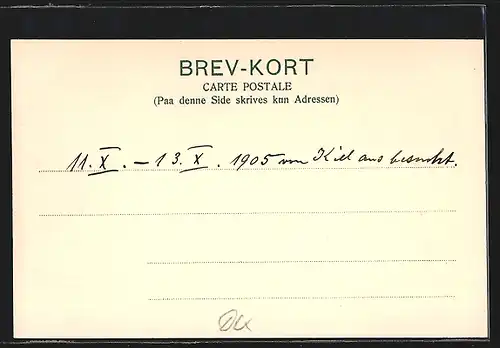 BREV-KORT
CARTE POSTALE
(Paa denne Side skrives kun Adressen)
11. X. – 13. X. 1905 von Kiel aus besucht.